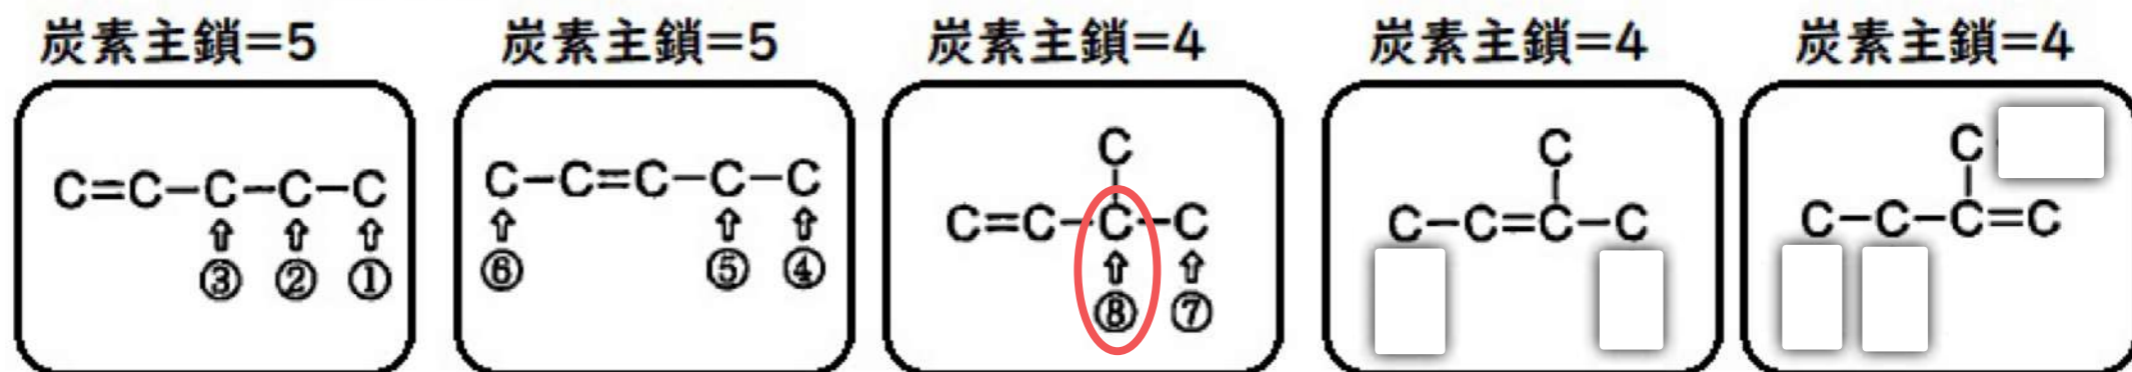 炭素主鎖=5
C=C-C-C-C
⇧ ⇧ ⇧
③ ② ①
炭素主鎖=5
C-C=C-C-C
⇧ ⇧ ⇧
⑥ ⑤ ④
炭素主鎖=4
C
C=C-C-C
⇧ ⇧
⑧ ⑦
炭素主鎖=4
C
C-C=C-C
炭素主鎖=4
C
C-C-C=C